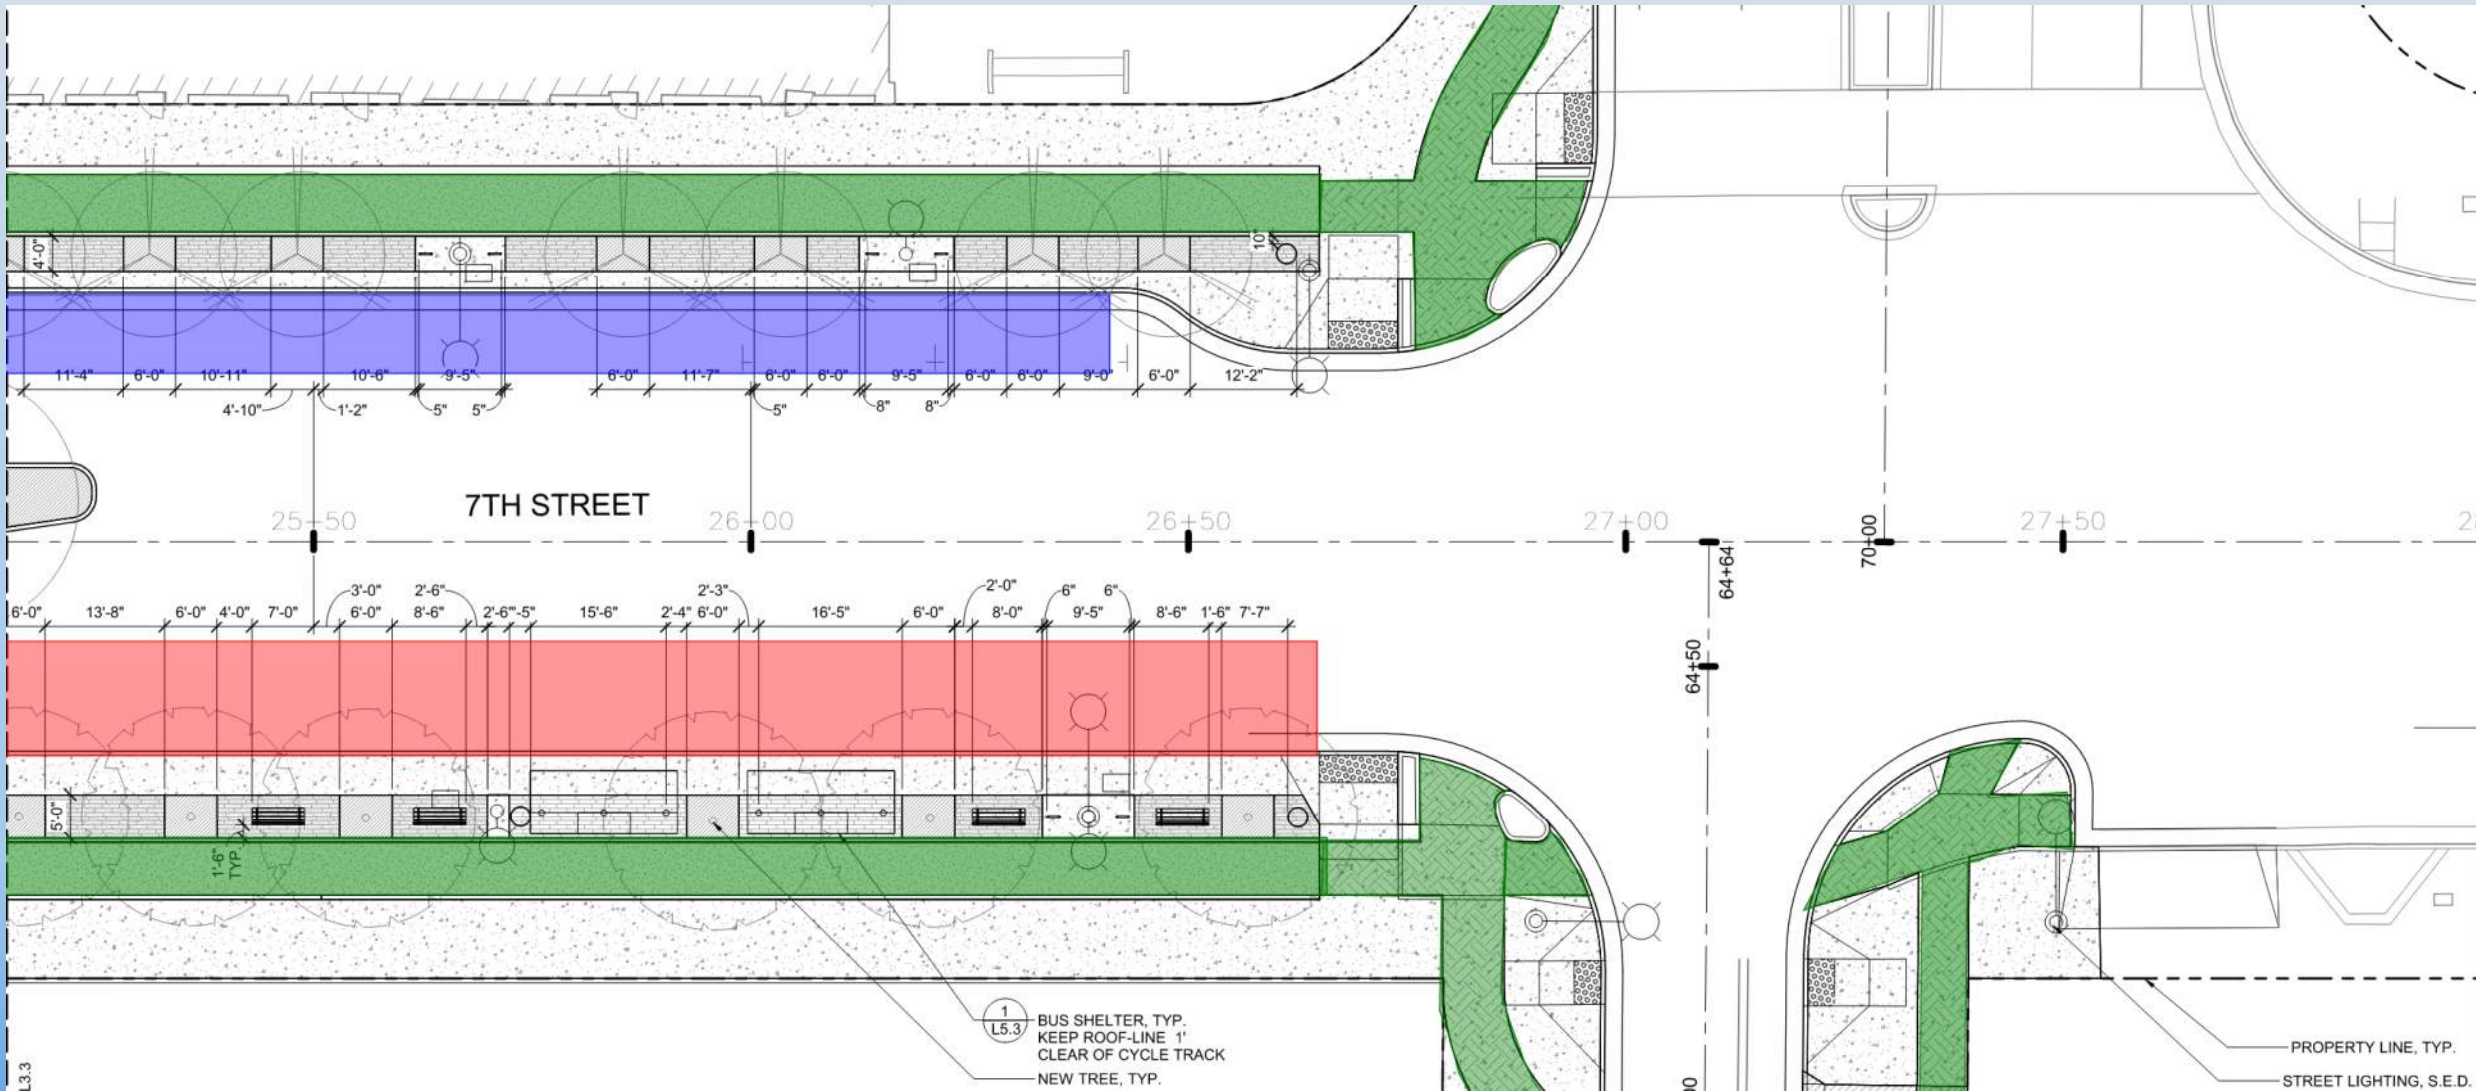 10"
4'-0"
11'-4" 6'-0" 10'-11" 10'-6" 9'-5" 6'-0" 11'-7" 6'-0" 6'-0" 9'-5" 6'-0" 6'-0" 9'-0" 6'-0" 12'-2"
4'-10" 1'-2" 5" 5" 5" 8" 8"
7TH STREET
25+50 26+00 26+50 27+00 27+50
70+00
64+64
3'-0" 2'-6" 2'-3" 2'-0" 6" 6"
6'-0" 13'-8" 6'-0" 4'-0" 7'-0" 6'-0" 8'-6" 2'-6" -5" 15'-6" 2'-4" 6'-0" 16'-5" 6'-0" 8'-0" 9'-5" 8'-6" 1'-6" 7'-7"
64+50
5'-0"
1'-6"
TYP.
1
L5.3
BUS SHELTER, TYP.
KEEP ROOF-LINE 1'
CLEAR OF CYCLE TRACK
NEW TREE, TYP.
PROPERTY LINE, TYP.
STREET LIGHTING, S.E.D.
L3.3